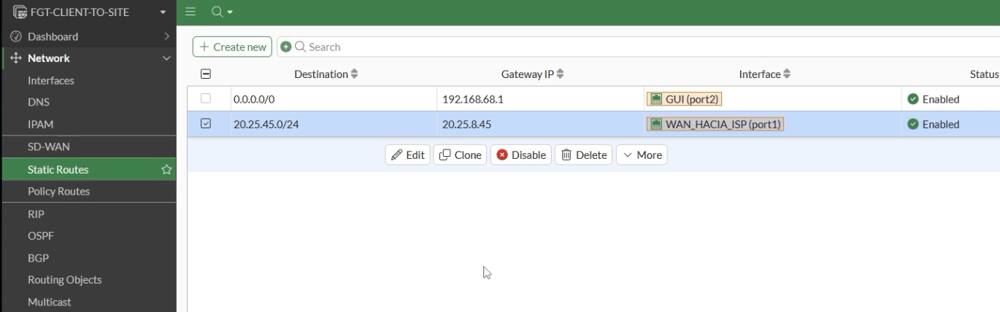 FGT-CLIENT-TO-SITE
Dashboard
Network
Interfaces
DNS
IPAM
SD-WAN
Static Routes
Policy Routes
RIP
OSPF
BGP
Routing Objects
Multicast
Create new
Search
Destination Gateway IP Interface Status
0.0.0.0/0 192.168.68.1 GUI (port2) Enabled
20.25.45.0/24 20.25.8.45 WAN_HACIA_ISP (port1) Enabled
Edit Clone Disable Delete More